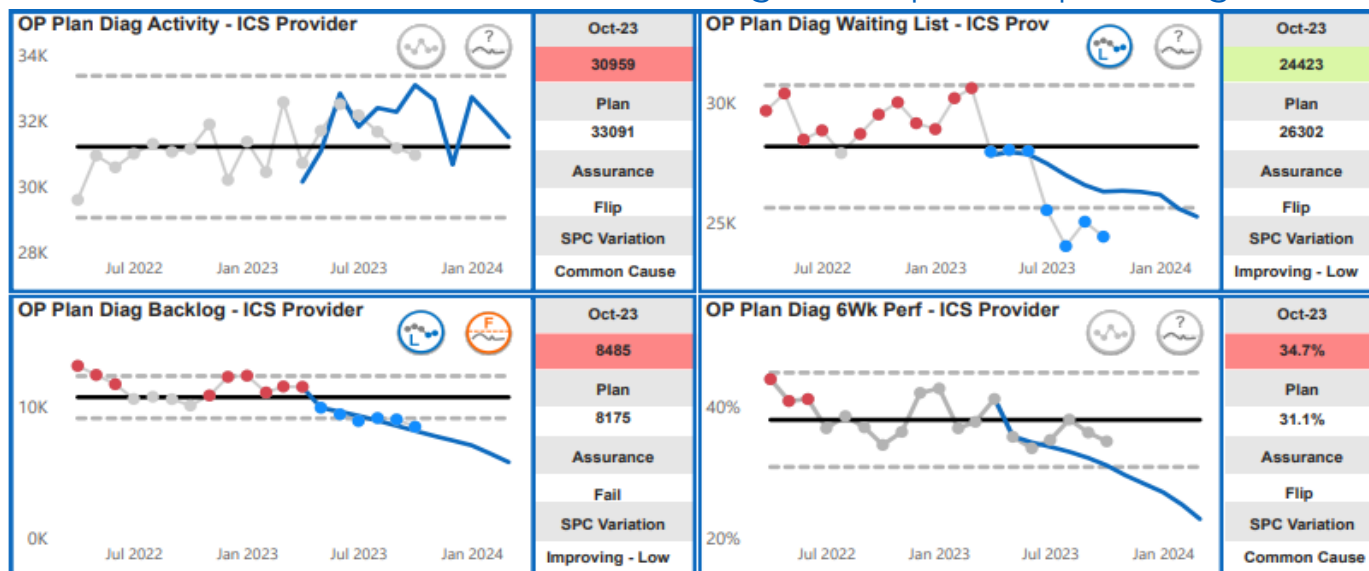 OP Plan Diag Activity - ICS Provider
?
34K
32K
30K
28K
Jul 2022 Jan 2023 Jul 2023 Jan 2024
Oct-23
30959
Plan
33091
Assurance
Flip
SPC Variation
Common Cause
OP Plan Diag Waiting List - ICS Prov
L
?
30K
25K
Jul 2022 Jan 2023 Jul 2023 Jan 2024
Oct-23
24423
Plan
26302
Assurance
Flip
SPC Variation
Improving - Low
OP Plan Diag Backlog - ICS Provider
L
F
10K
0K
Jul 2022 Jan 2023 Jul 2023 Jan 2024
Oct-23
8485
Plan
8175
Assurance
Fail
SPC Variation
Improving - Low
OP Plan Diag 6Wk Perf - ICS Provider
?
40%
20%
Jul 2022 Jan 2023 Jul 2023 Jan 2024
Oct-23
34.7%
Plan
31.1%
Assurance
Flip
SPC Variation
Common Cause